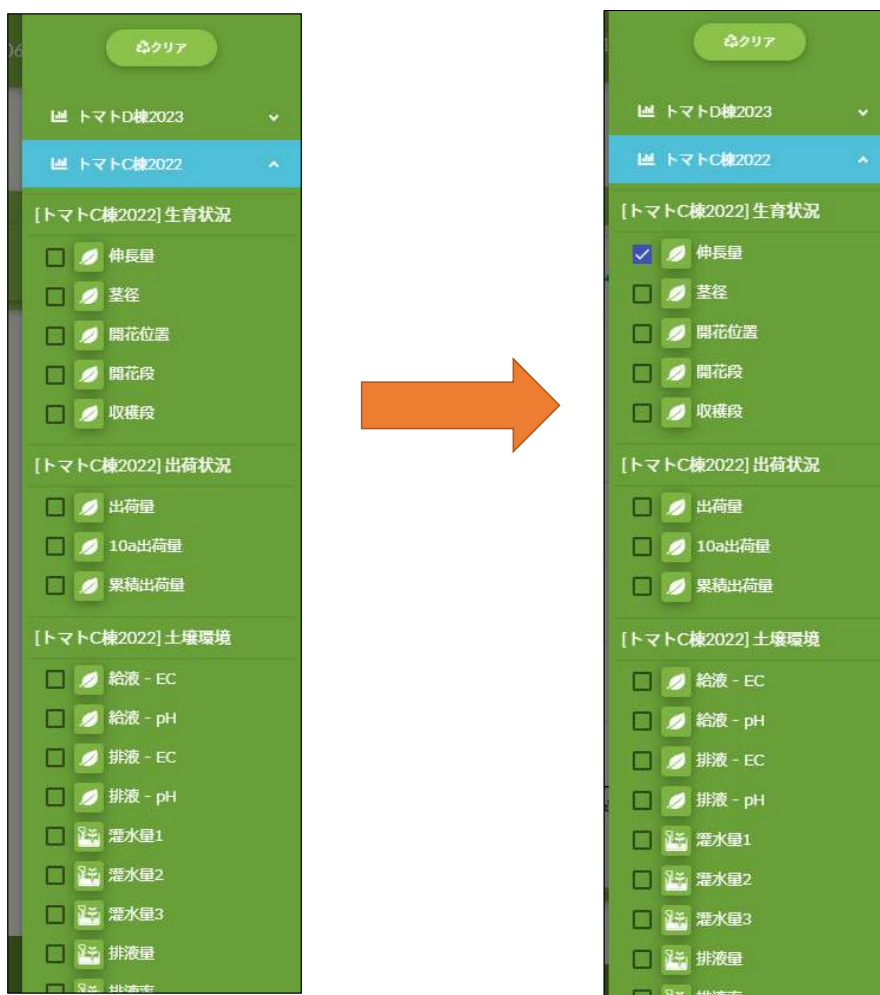 クリア
トマトD棟2023
トマトC棟2022
[トマトC棟2022] 生育状況
伸長量
茎径
開花位置
開花段
収穫段
[トマトC棟2022] 出荷状況
出荷量
10a出荷量
累積出荷量
[トマトC棟2022] 土壌環境
給液 - EC
給液 - pH
排液 - EC
排液 - pH
灌水量1
灌水量2
灌水量3
排液量
クリア
トマトD棟2023
トマトC棟2022
[トマトC棟2022] 生育状況
伸長量
茎径
開花位置
開花段
収穫段
[トマトC棟2022] 出荷状況
出荷量
10a出荷量
累積出荷量
[トマトC棟2022] 土壌環境
給液 - EC
給液 - pH
排液 - EC
排液 - pH
灌水量1
灌水量2
灌水量3
排液量